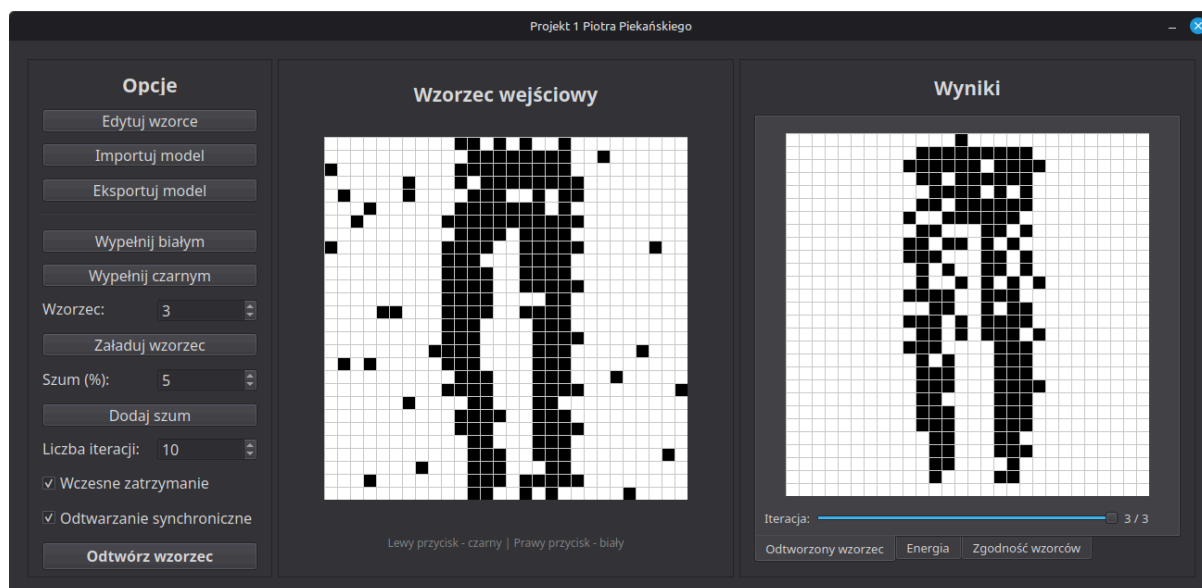 Projekt 1 Piotra Piekańskiego
Opcje
Edytuj wzorce
Importuj model
Eksportuj model
Wypełnij białym
Wypełnij czarnym
Wzorzec: 3
Załaduj wzorzec
Szum (%): 5
Dodaj szum
Liczba iteracji: 10
Wczesne zatrzymanie
Odtwarzanie synchroniczne
Odtwórz wzorzec
Wzorzec wejściowy
Lewy przycisk - czarny | Prawy przycisk - biały
Wyniki
Iteracja: 3 / 3
Odtworzony wzorzec Energia Zgodność wzorców